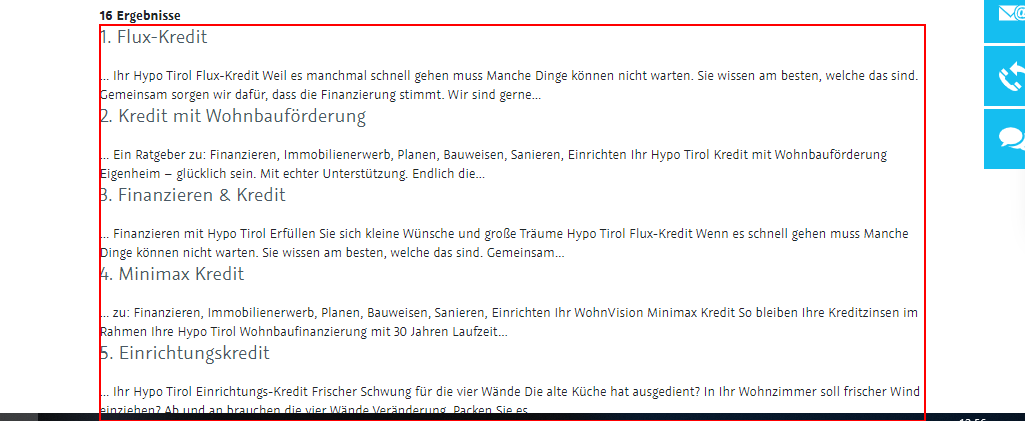 16 Ergebnisse
1. Flux-Kredit
... Ihr Hypo Tirol Flux-Kredit Weil es manchmal schnell gehen muss Manche Dinge können nicht warten. Sie wissen am besten, welche das sind.
Gemeinsam sorgen wir dafür, dass die Finanzierung stimmt. Wir sind gerne...
2. Kredit mit Wohnbauförderung
... Ein Ratgeber zu: Finanzieren, Immobilienerwerb, Planen, Bauweisen, Sanieren, Einrichten Ihr Hypo Tirol Kredit mit Wohnbauförderung
Eigenheim – glücklich sein. Mit echter Unterstützung. Endlich die...
3. Finanzieren & Kredit
... Finanzieren mit Hypo Tirol Erfüllen Sie sich kleine Wünsche und große Träume Hypo Tirol Flux-Kredit Wenn es schnell gehen muss Manche
Dinge können nicht warten. Sie wissen am besten, welche das sind. Gemeinsam...
4. Minimax Kredit
... zu: Finanzieren, Immobilienerwerb, Planen, Bauweisen, Sanieren, Einrichten Ihr WohnVision Minimax Kredit So bleiben Ihre Kreditzinsen im
Rahmen Ihre Hypo Tirol Wohnbaufinanzierung mit 30 Jahren Laufzeit...
5. Einrichtungskredit
... Ihr Hypo Tirol Einrichtungs-Kredit Frischer Schwung für die vier Wände Die alte Küche hat ausgedient? In Ihr Wohnzimmer soll frischer Wind
einziehen? Ab und an brauchen die vier Wände Veränderung. Packen Sie es